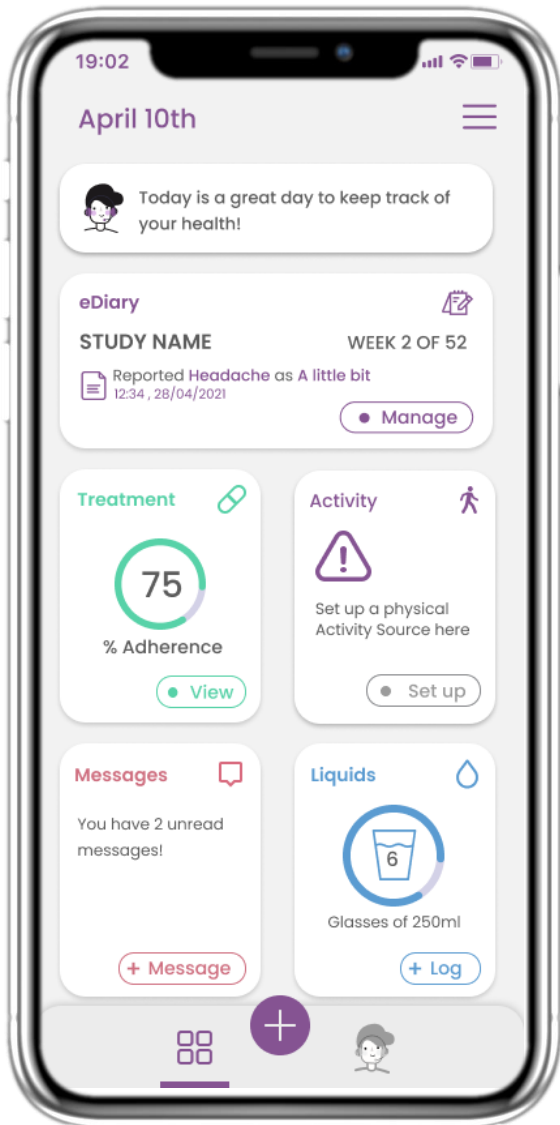 19:02
April 10th
Today is a great day to keep track of
your health!
eDiary
STUDY NAME
WEEK 2 OF 52
Reported Headache as A little bit
12:34 , 28/04/2021
Manage
Treatment
75
% Adherence
View
Activity
Set up a physical
Activity Source here
Set up
Messages
You have 2 unread
messages!
+ Message
Liquids
6
Glasses of 250ml
+ Log